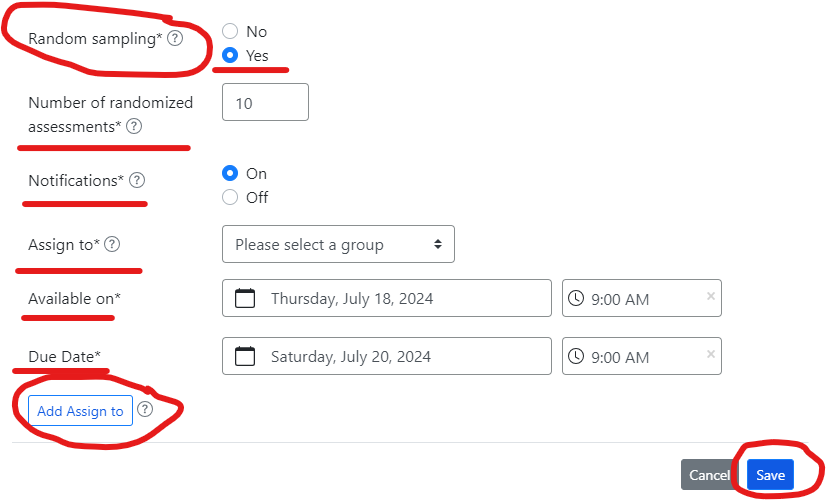 Random sampling* ?
No
Yes
Number of randomized
assessments* ?
10
Notifications* ?
On
Off
Assign to* ?
Please select a group
Available on*
Thursday, July 18, 2024
9:00 AM ×
Due Date*
Saturday, July 20, 2024
9:00 AM ×
Add Assign to ?
Cancel Save